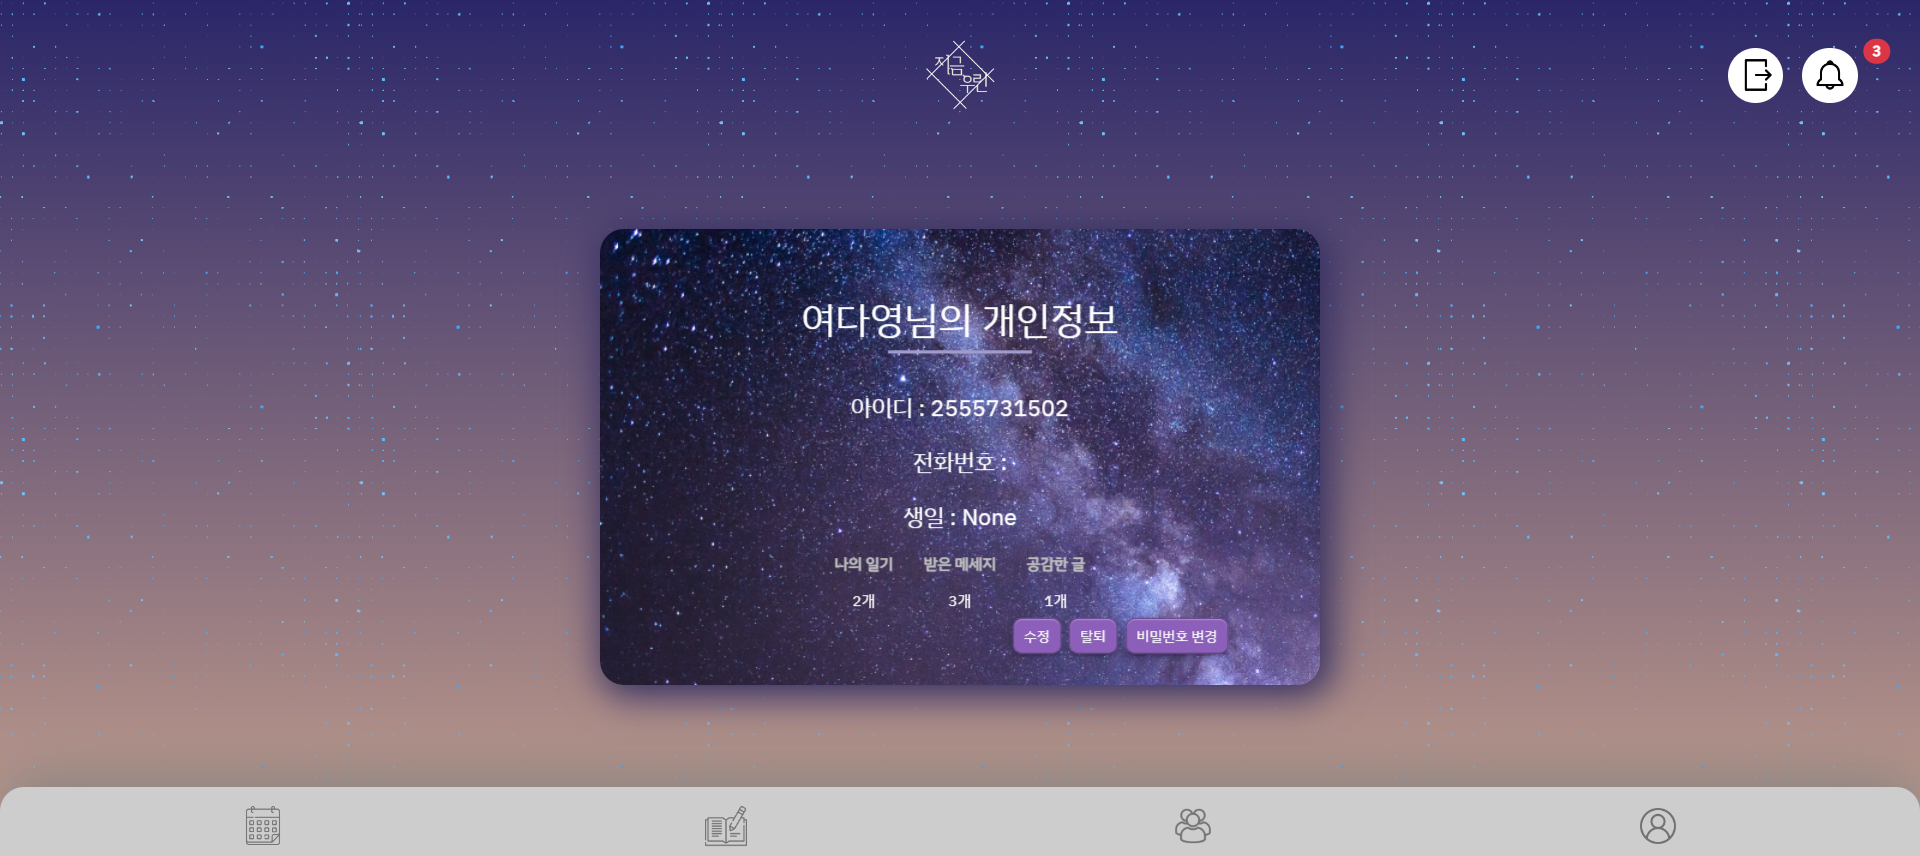 지금
우린
3
여다영님의 개인정보
아이디 : 2555731502
전화번호 :
생일 : None
나의 일기 받은 메세지 공감한 글
2개 3개 1개
수정 탈퇴 비밀번호 변경